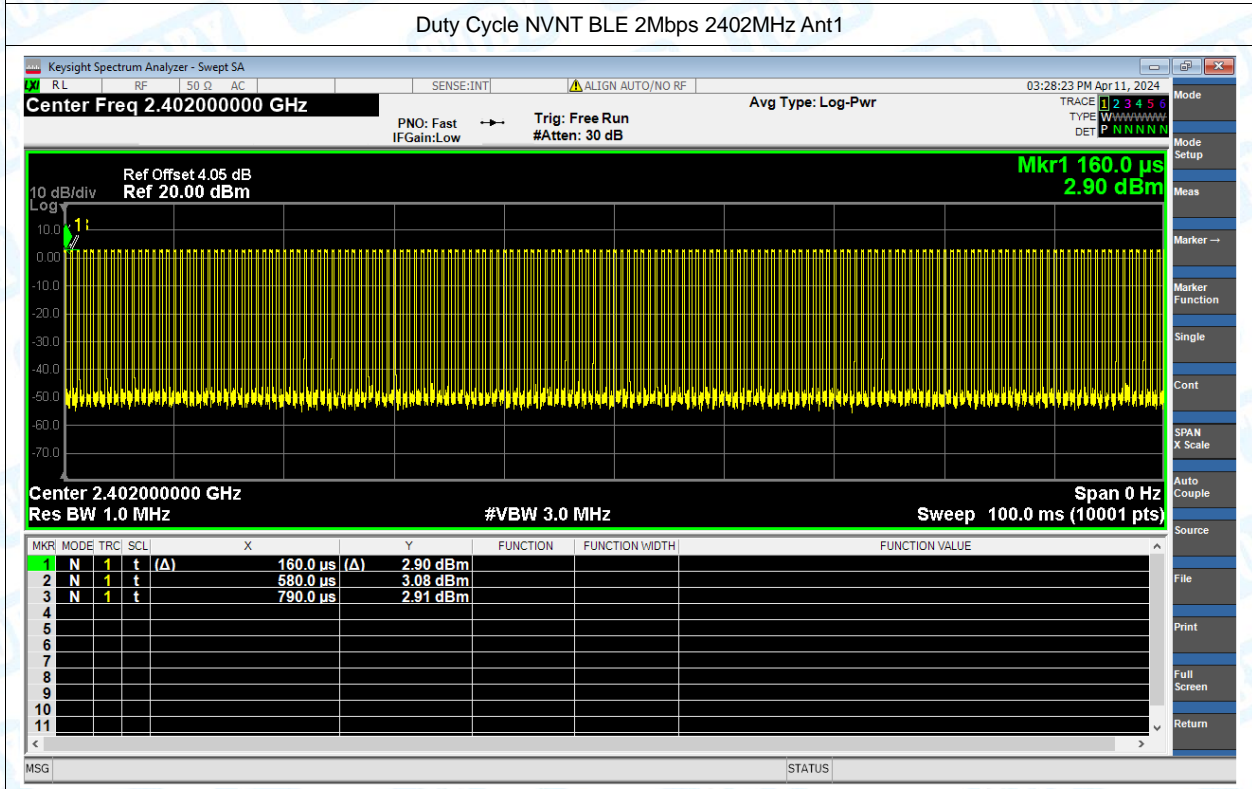 Duty Cycle NVNT BLE 2Mbps 2402MHz Ant1
Keysight Spectrum Analyzer - Swept SA
LXI RL RF 50 Ω AC SENSE:INT ALIGN AUTO/NO RF 03:28:23 PM Apr 11, 2024
Center Freq 2.402000000 GHz Avg Type: Log-Pwr TRACE 1 2 3 4 5 6
PNO: Fast Trig: Free Run TYPE WWWWWW
IFGain:Low #Atten: 30 dB DET P N N N N N
Mkr1 160.0 µs
2.90 dBm
Ref Offset 4.05 dB
10 dB/div Ref 20.00 dBm
Log
1
10.0
0.00
-10.0
-20.0
-30.0
-40.0
-50.0
-60.0
-70.0
Center 2.402000000 GHz Span 0 Hz
Res BW 1.0 MHz #VBW 3.0 MHz Sweep 100.0 ms (10001 pts)
MKR MODE TRC SCL X Y FUNCTION FUNCTION WIDTH FUNCTION VALUE
1 N 1 t (Δ) 160.0 µs (Δ) 2.90 dBm
2 N 1 t 580.0 µs 3.08 dBm
3 N 1 t 790.0 µs 2.91 dBm
4
5
6
7
8
9
10
11
MSG STATUS
Mode
Mode Setup
Meas
Marker →
Marker Function
Single
Cont
SPAN X Scale
Auto Couple
Source
File
Print
Full Screen
Return